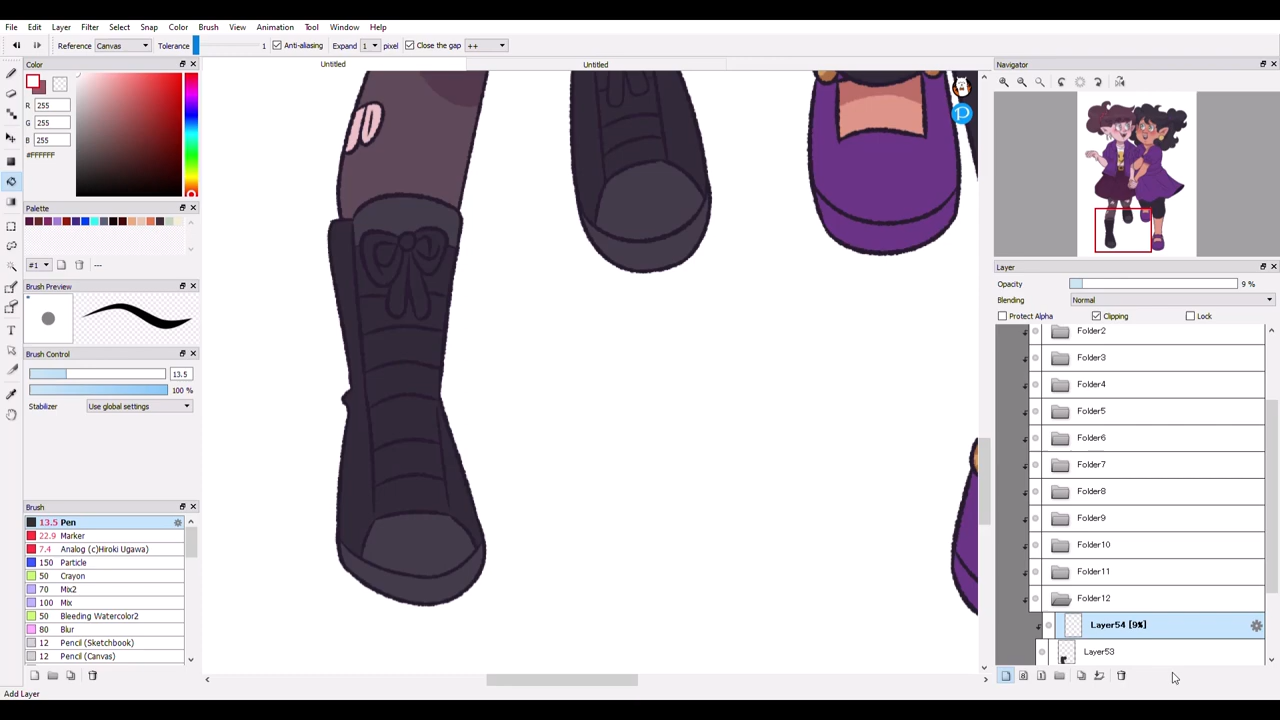 File Edit Layer Filter Select Snap Color Brush View Animation Tool Window Help
Reference Canvas Tolerance 1 Anti-aliasing Expand 1 pixel Close the gap ++
Color
Untitled
Untitled
Navigator
R 255
G 255
B 255
#FFFFFF
Palette
#1 ---
Brush Preview
Brush Control
13.5
100 %
Stabilizer Use global settings
Brush
13.5 Pen
22.9 Marker
7.4 Analog (c)Hiroki Ugawa)
150 Particle
50 Crayon
70 Mix2
100 Mix
50 Bleeding Watercolor2
80 Blur
12 Pencil (Sketchbook)
12 Pencil (Canvas)
Add Layer
Layer
Opacity 9 %
Blending Normal
Protect Alpha Clipping Lock
Folder2
Folder3
Folder4
Folder5
Folder6
Folder7
Folder8
Folder9
Folder10
Folder11
Folder12
Layer54 [9%]
Layer53